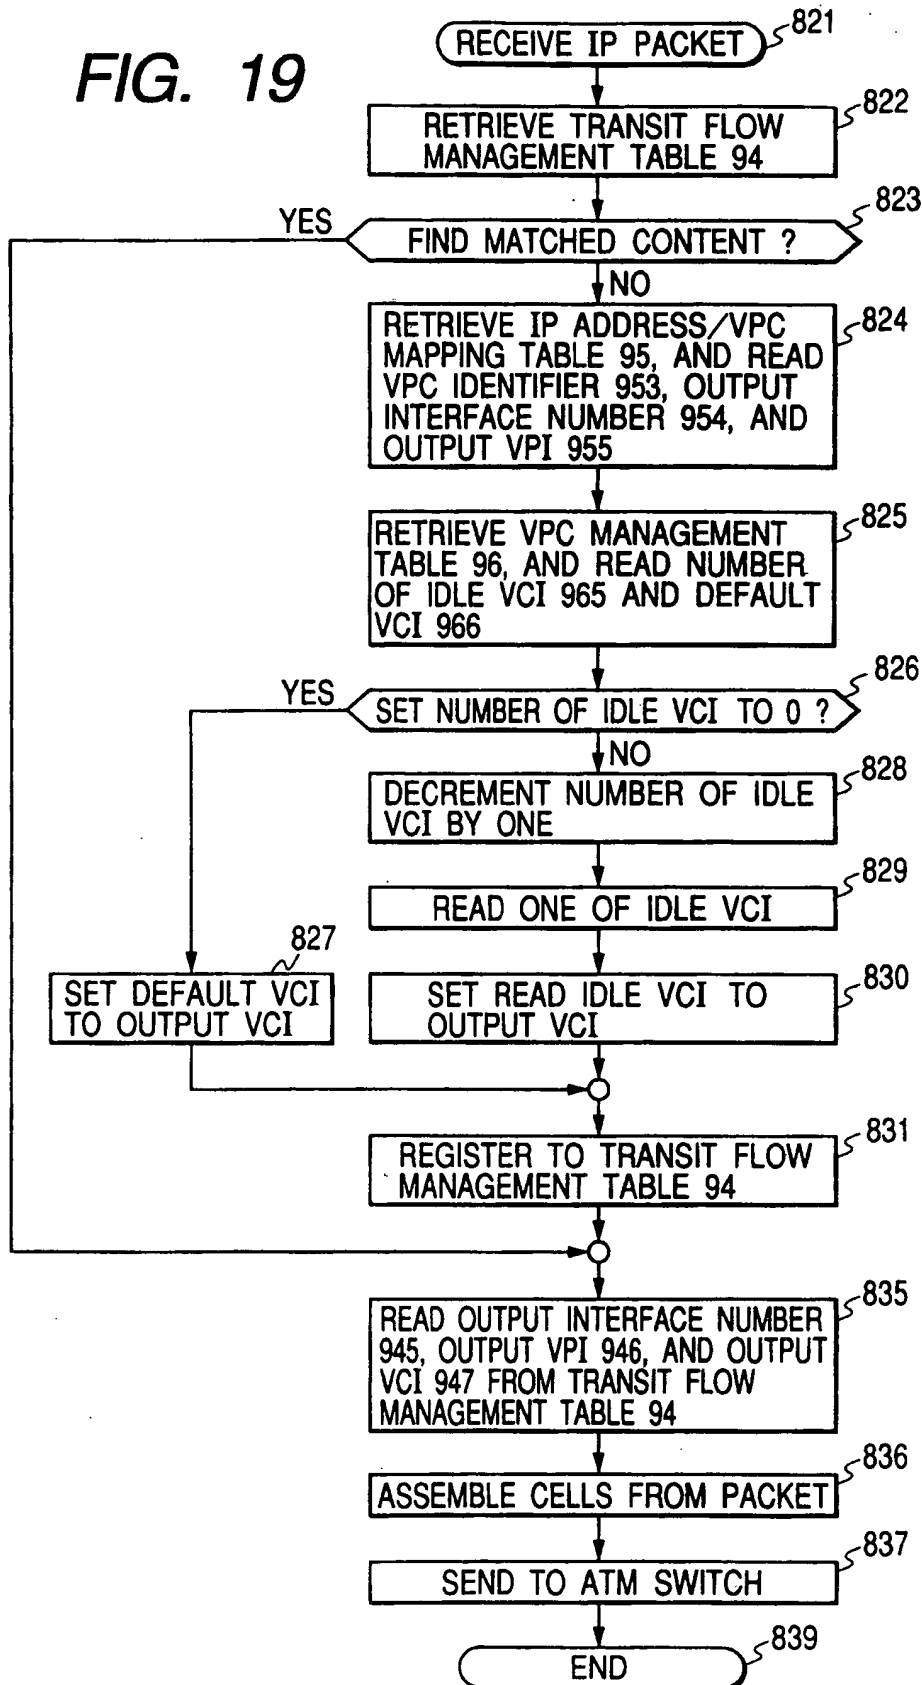 FIG. 19
RECEIVE IP PACKET
821
822
RETRIEVE TRANSIT FLOW
MANAGEMENT TABLE 94
823
YES
FIND MATCHED CONTENT ?
NO
824
RETRIEVE IP ADDRESS/VPC
MAPPING TABLE 95, AND READ
VPC IDENTIFIER 953, OUTPUT
INTERFACE NUMBER 954, AND
OUTPUT VPI 955
825
RETRIEVE VPC MANAGEMENT
TABLE 96, AND READ NUMBER
OF IDLE VCI 965 AND DEFAULT
VCI 966
826
YES
SET NUMBER OF IDLE VCI TO 0 ?
NO
828
DECREMENT NUMBER OF IDLE
VCI BY ONE
829
READ ONE OF IDLE VCI
827
SET DEFAULT VCI
TO OUTPUT VCI
830
SET READ IDLE VCI TO
OUTPUT VCI
831
REGISTER TO TRANSIT FLOW
MANAGEMENT TABLE 94
835
READ OUTPUT INTERFACE NUMBER
945, OUTPUT VPI 946, AND OUTPUT
VCI 947 FROM TRANSIT FLOW
MANAGEMENT TABLE 94
836
ASSEMBLE CELLS FROM PACKET
837
SEND TO ATM SWITCH
839
END